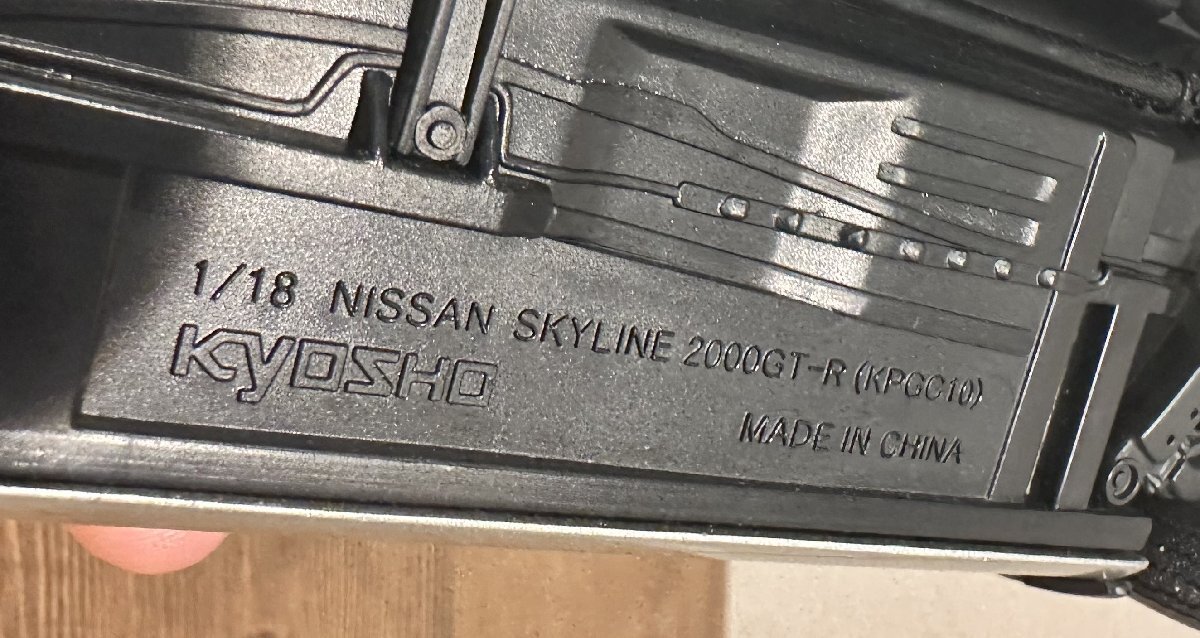 1/18 NISSAN SKYLINE 2000GT-R (KPGC10)
KYOSHO
MADE IN CHINA